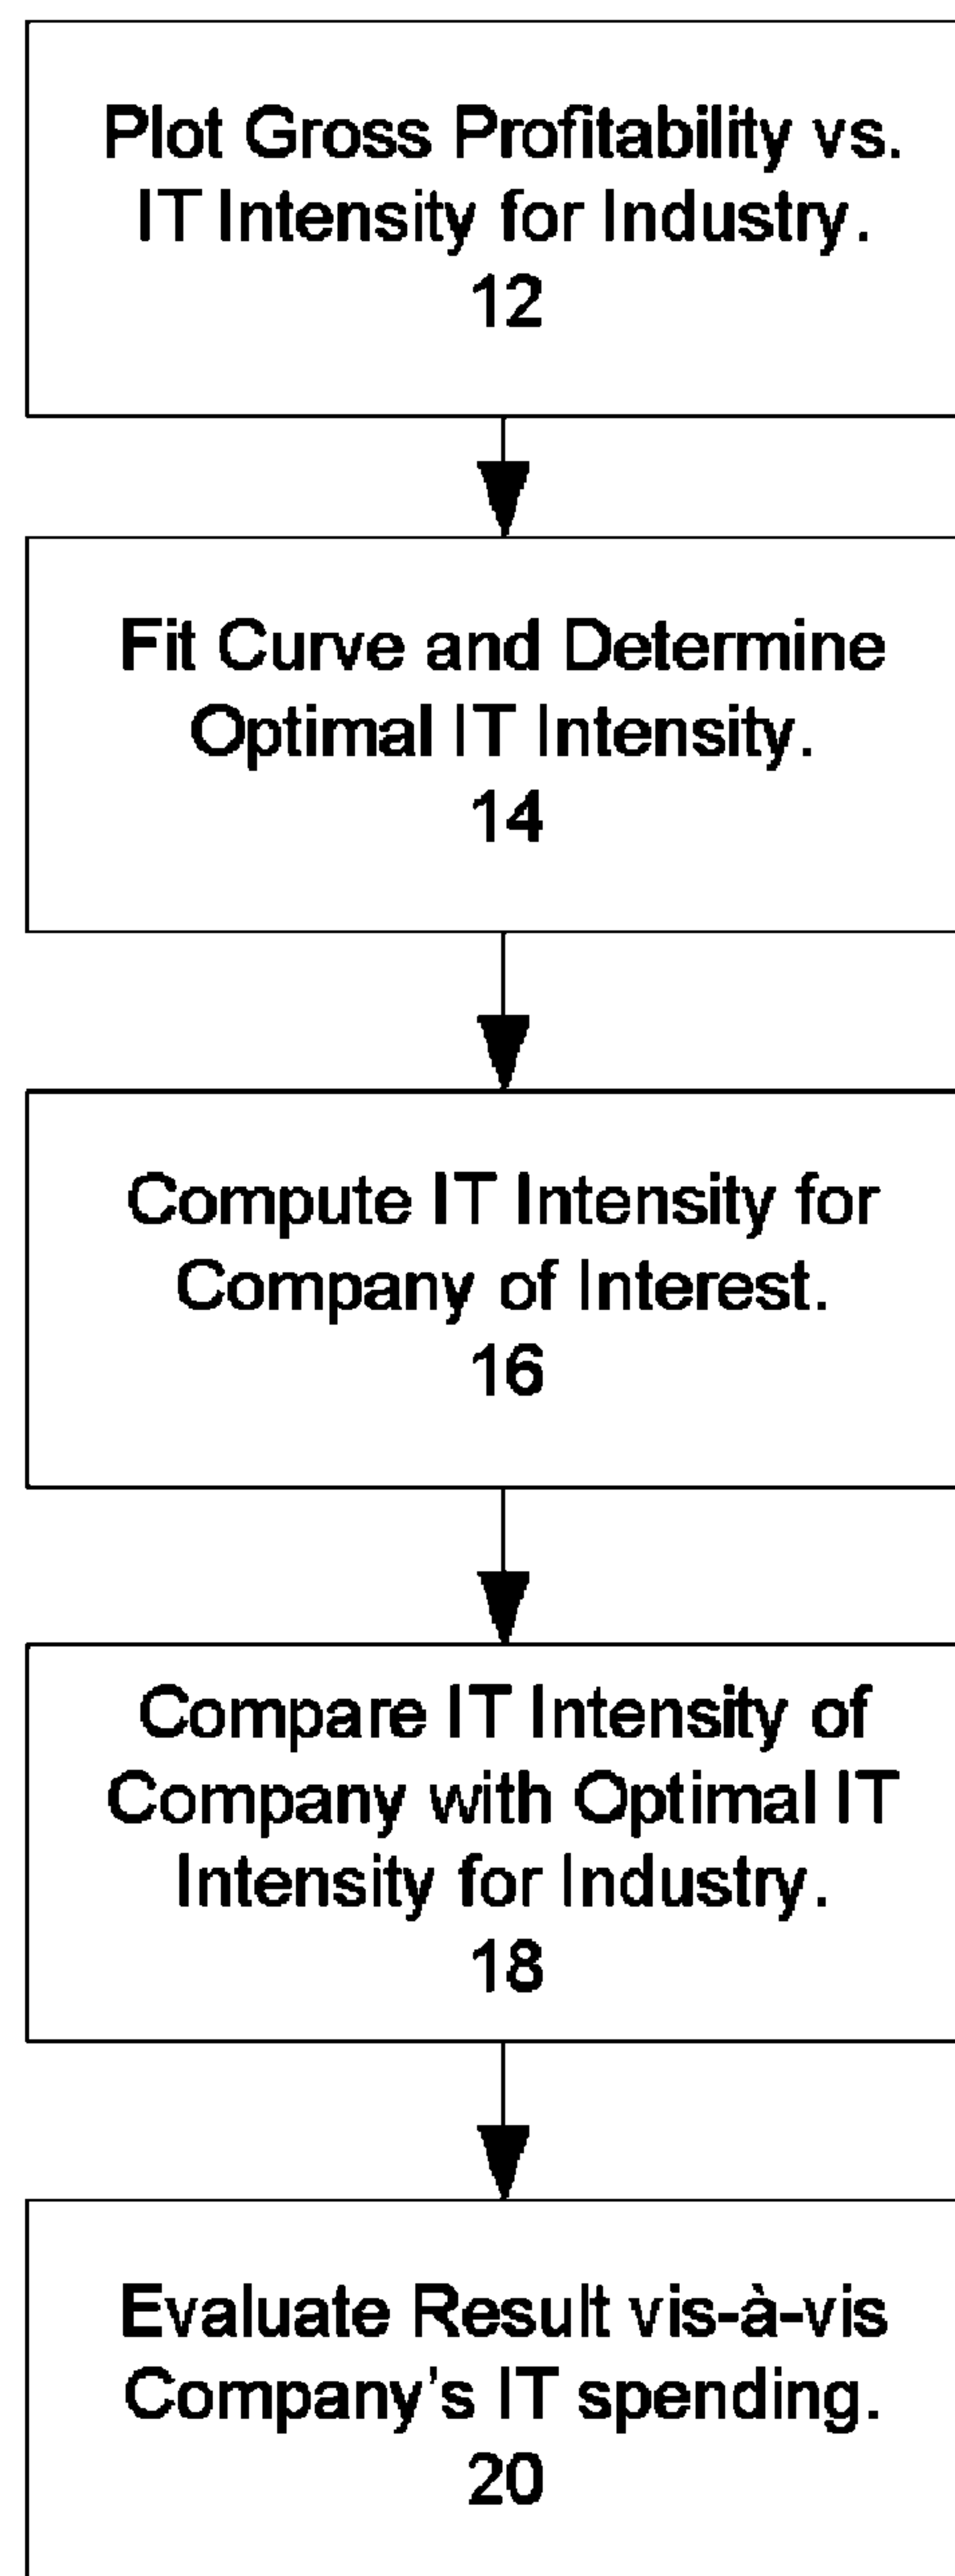 Plot Gross Profitability vs.
IT Intensity for Industry.
12
Fit Curve and Determine
Optimal IT Intensity.
14
Compute IT Intensity for
Company of Interest.
16
Compare IT Intensity of
Company with Optimal IT
Intensity for Industry.
18
Evaluate Result vis-à-vis
Company's IT spending.
20